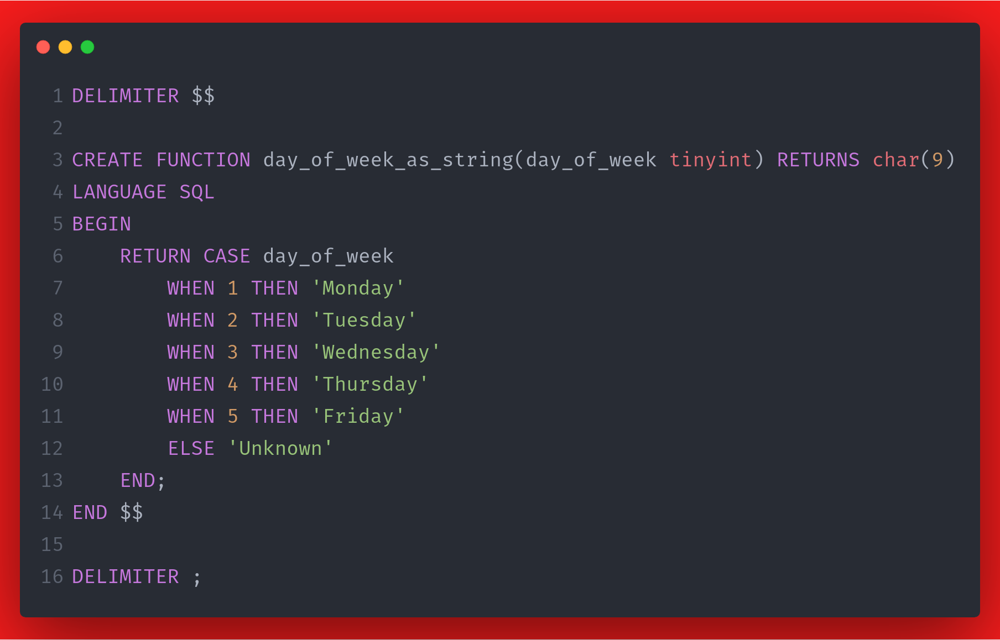 1 DELIMITER $$
2
3 CREATE FUNCTION day_of_week_as_string(day_of_week tinyint) RETURNS char(9)
4 LANGUAGE SQL
5 BEGIN
6     RETURN CASE day_of_week
7         WHEN 1 THEN 'Monday'
8         WHEN 2 THEN 'Tuesday'
9         WHEN 3 THEN 'Wednesday'
10         WHEN 4 THEN 'Thursday'
11         WHEN 5 THEN 'Friday'
12         ELSE 'Unknown'
13     END;
14 END $$
15
16 DELIMITER ;